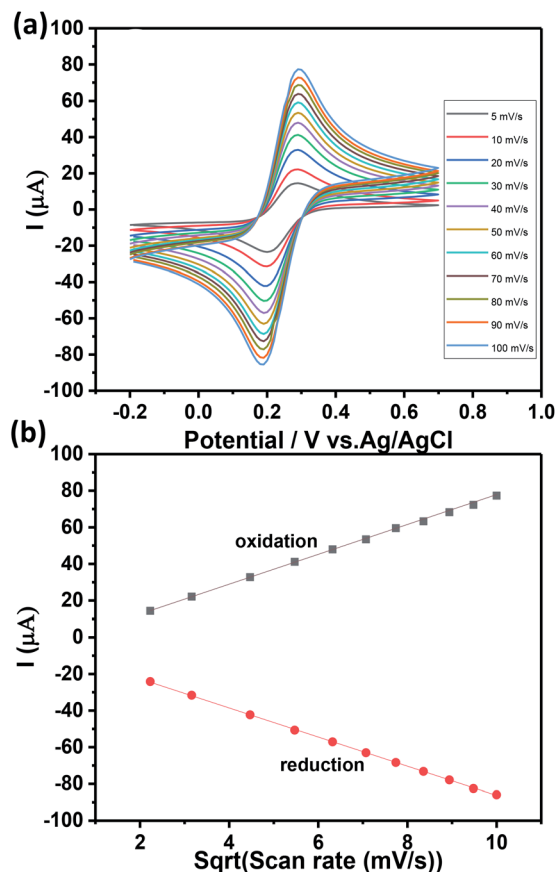 (a)
I (µA)
100
80
60
40
20
0
-20
-40
-60
-80
-100
-0.2 0.0 0.2 0.4 0.6 0.8 1.0
Potential / V vs.Ag/AgCl
5 mV/s
10 mV/s
20 mV/s
30 mV/s
40 mV/s
50 mV/s
60 mV/s
70 mV/s
80 mV/s
90 mV/s
100 mV/s
(b)
I (µA)
100
80
60
40
20
0
-20
-40
-60
-80
-100
oxidation
reduction
2 4 6 8 10
Sqrt(Scan rate (mV/s))